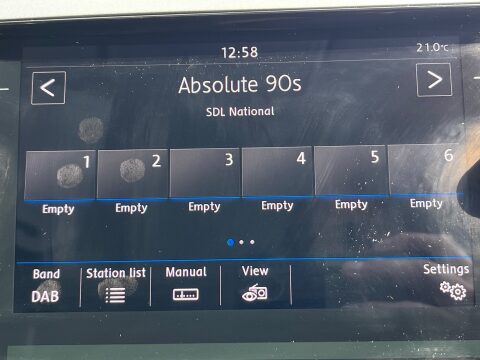 12:58
21.0°C
<
Absolute 90s
>
SDL National
1 2 3 4 5 6
Empty Empty Empty Empty Empty Empty
Band Station list Manual View Settings
DAB